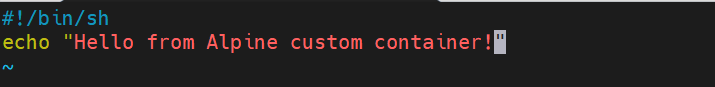 #!/bin/sh
echo "Hello from Alpine custom container!"
~